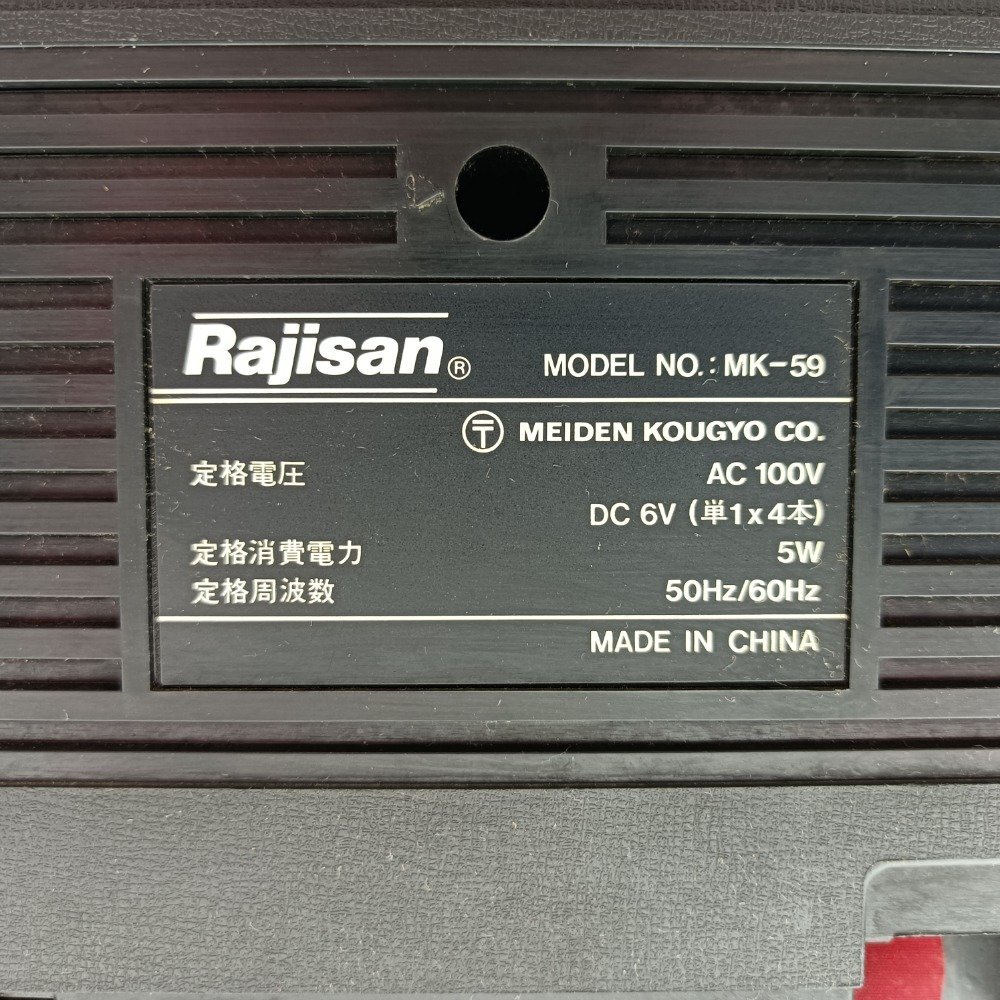 Rajisan® MODEL NO.: MK-59
〒 MEIDEN KOUGYO CO.
定格電圧 AC 100V
DC 6V (単1x4本)
定格消費電力 5W
定格周波数 50Hz/60Hz
MADE IN CHINA